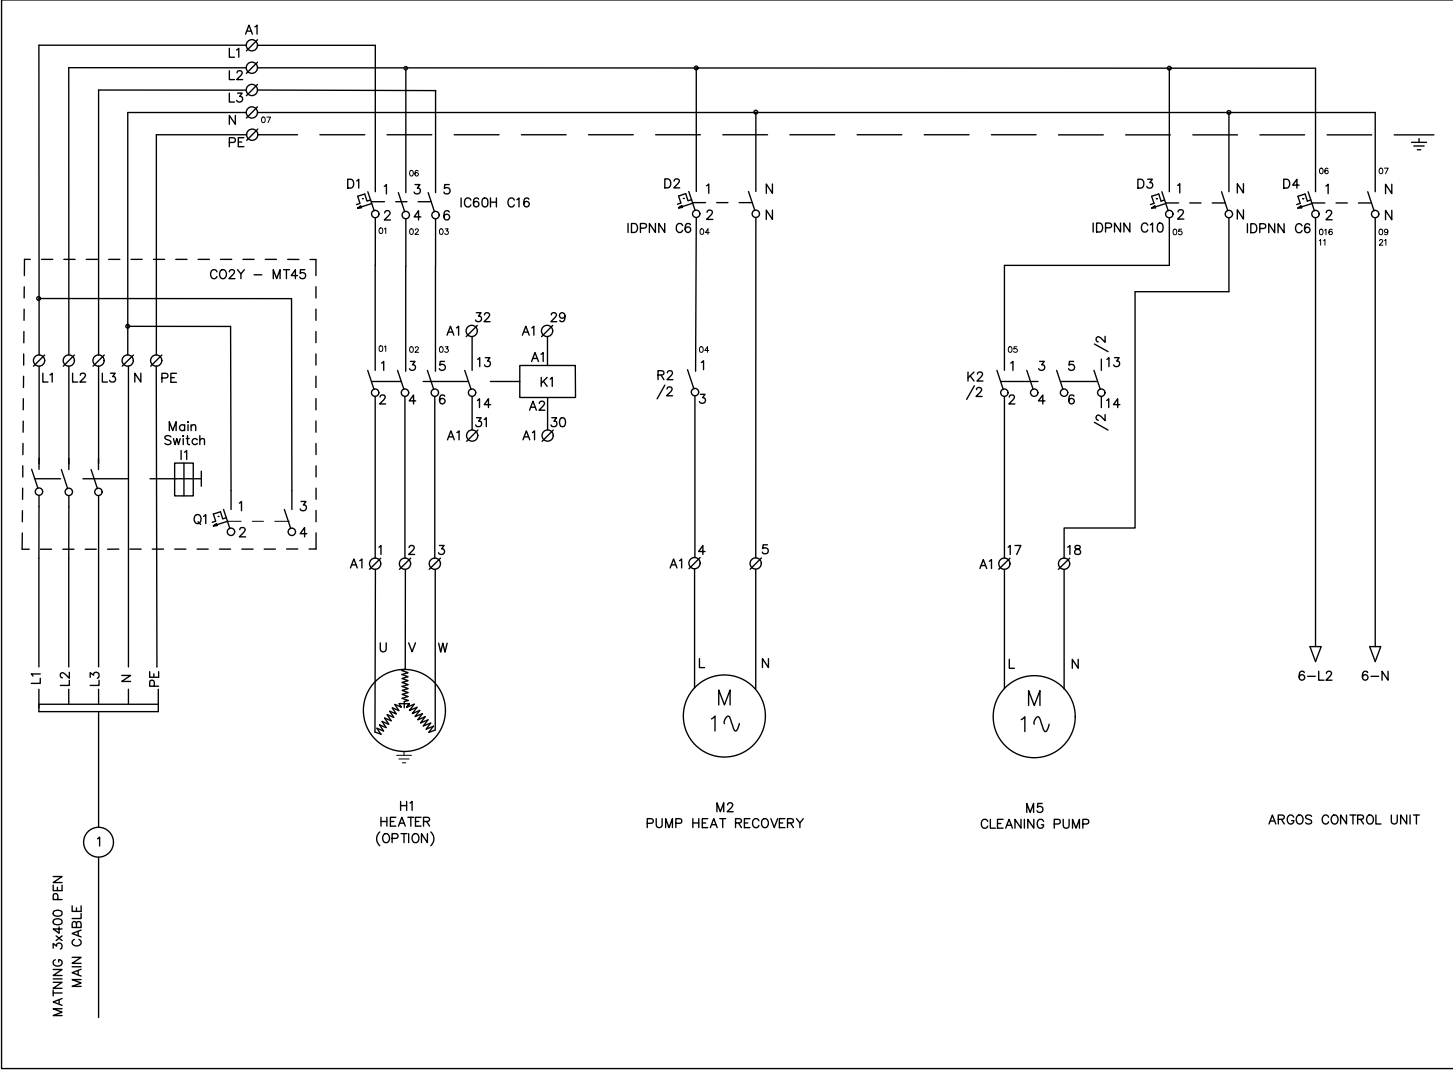 A1
L1
L2
L3
N 07
PE
D1 1 3 5 IC60H C16
06
2 4 6
01 02 03
D2 1 N
2 N
IDPNN C6 04
D3 1 N
2 N
IDPNN C10 05
D4 06 07
1 N
2 N
IDPNN C6 016 09
11 21
CO2Y - MT45
L1 L2 L3 N PE
Main
Switch
I1
Q1 1 3
2 4
01 02 03
1 3 5 13
2 4 6 14
A1 32
A1 31
A1 29
A1
K1
A2
A1 30
04
R2 1
/2 3
05
K2 1 3 5 13 /2
/2 2 4 6 14 /2
A1 1 2 3
A1 4 5
A1 17 18
U V W
L N
L N
6-L2 6-N
L1 L2 L3 N PE
M
1
M
1
H1
HEATER
(OPTION)
M2
PUMP HEAT RECOVERY
M5
CLEANING PUMP
ARGOS CONTROL UNIT
1
MATNING 3x400 PEN
MAIN CABLE